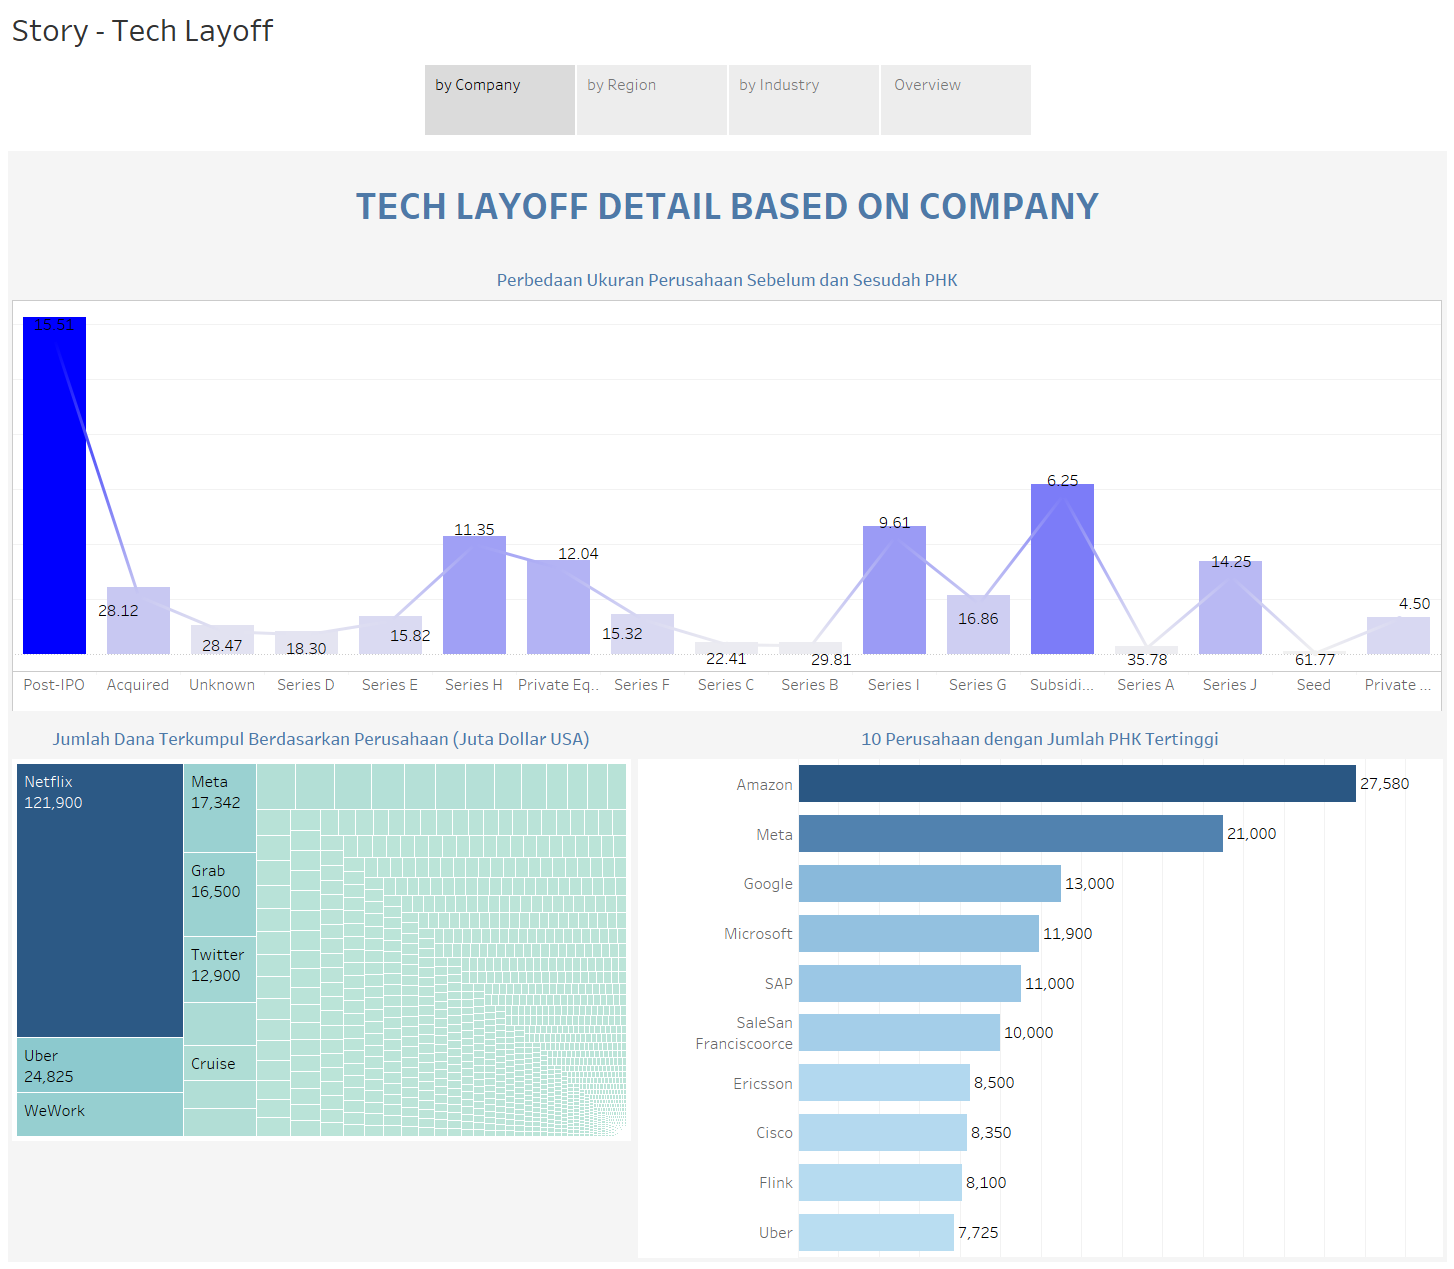 Story - Tech Layoff
by Company
by Region
by Industry
Overview
TECH LAYOFF DETAIL BASED ON COMPANY
Perbedaan Ukuran Perusahaan Sebelum dan Sesudah PHK
15.51
28.12
28.47
18.30
15.82
11.35
12.04
15.32
22.41
29.81
9.61
16.86
6.25
35.78
14.25
61.77
4.50
Post-IPO
Acquired
Unknown
Series D
Series E
Series H
Private Eq..
Series F
Series C
Series B
Series I
Series G
Subsidi...
Series A
Series J
Seed
Private ...
Jumlah Dana Terkumpul Berdasarkan Perusahaan (Juta Dollar USA)
Netflix
121,900
Uber
24,825
WeWork
Meta
17,342
Grab
16,500
Twitter
12,900
Cruise
10 Perusahaan dengan Jumlah PHK Tertinggi
Amazon
27,580
Meta
21,000
Google
13,000
Microsoft
11,900
SAP
11,000
SaleSan
Franciscoorce
10,000
Ericsson
8,500
Cisco
8,350
Flink
8,100
Uber
7,725